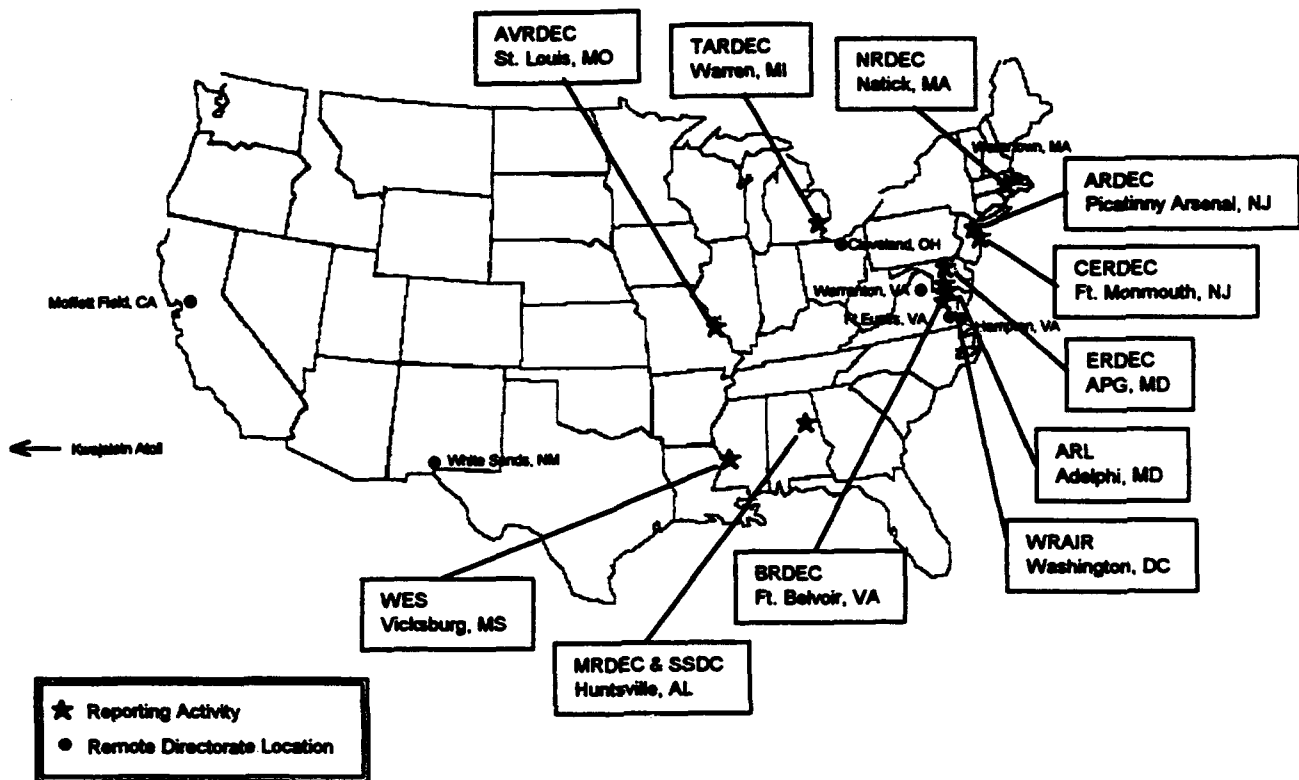 AVRDEC
St. Louis, MO
TARDEC
Warren, MI
NRDEC
Natick, MA
Watertown, MA
ARDEC
Picatinny Arsenal, NJ
Cleveland, OH
CERDEC
Ft. Monmouth, NJ
Moffett Field, CA
Warrenton, VA
Ft Eustis, VA
Hampton, VA
ERDEC
APG, MD
Kwajalein Atoll
White Sands, NM
ARL
Adelphi, MD
WRAIR
Washington, DC
BRDEC
Ft. Belvoir, VA
WES
Vicksburg, MS
MRDEC & SSDC
Huntsville, AL
Reporting Activity
Remote Directorate Location